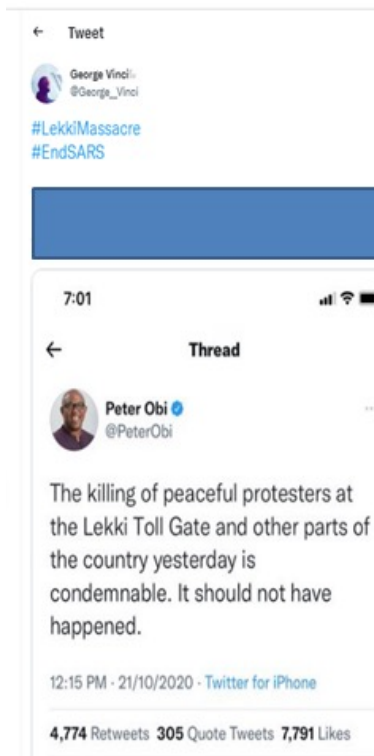 ← Tweet
George Vinci
@George_Vinci
#LekkiMassacre
#EndSARS
7:01
← Thread
Peter Obi
@PeterObi
The killing of peaceful protesters at
the Lekki Toll Gate and other parts of
the country yesterday is
condemnable. It should not have
happened.
12:15 PM · 21/10/2020 · Twitter for iPhone
4,774 Retweets 305 Quote Tweets 7,791 Likes